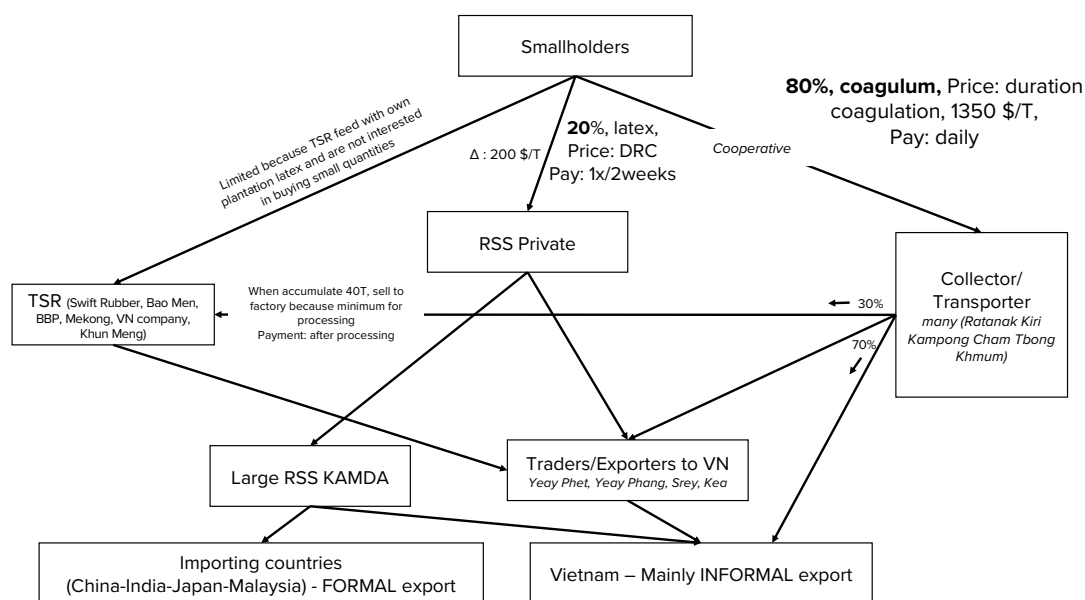 Smallholders
80%, coagulum, Price: duration
coagulation, 1350 $/T,
Pay: daily
Limited because TSR feed with own
plantation latex and are not interested
in buying small quantities
Δ : 200 $/T
20%, latex,
Price: DRC
Pay: 1x/2weeks
Cooperative
RSS Private
TSR (Swift Rubber, Bao Men,
BBP, Mekong, VN company,
Khun Meng)
When accumulate 40T, sell to
factory because minimum for
processing
Payment: after processing
30%
70%
Collector/
Transporter
many (Ratanak Kiri
Kampong Cham Tbong
Khmum)
Large RSS KAMDA
Traders/Exporters to VN
Yeay Phet, Yeay Phang, Srey, Kea
Importing countries
(China-India-Japan-Malaysia) - FORMAL export
Vietnam – Mainly INFORMAL export